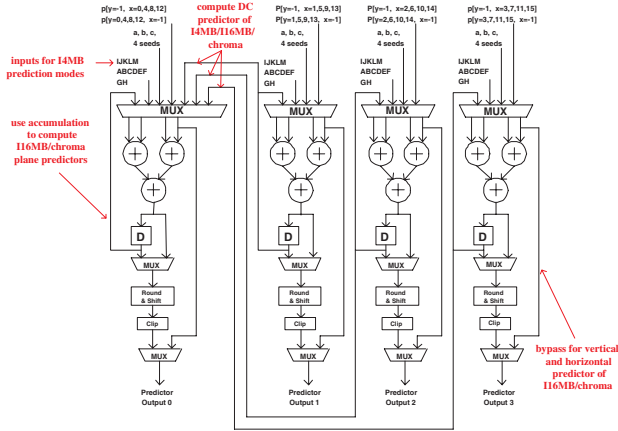 p[y=-1, x=0,4,8,12]
p[y=0,4,8,12, x=-1]
a, b, c,
4 seeds
compute DC
predictor of
I4MB/I16MB/
chroma
P[y=-1, x=1,5,9,13]
P[y=1,5,9,13, x=-1]
a, b, c,
4 seeds
p[y=-1, x=2,6,10,14]
p[y=2,6,10,14, x=-1]
a, b, c,
4 seeds
p[y=-1, x=3,7,11,15]
p[y=3,7,11,15, x=-1]
a, b, c,
4 seeds
inputs for I4MB
prediction modes
IJKLM
ABCDEF
GH
IJKLM
ABCDEF
GH
IJKLM
ABCDEF
GH
IJKLM
ABCDEF
GH
MUX
MUX
MUX
MUX
use accumulation
to compute
I16MB/chroma
plane predictors
+
+
+
+
+
+
+
+
+
+
+
+
D
D
D
D
MUX
MUX
MUX
MUX
Round
& Shift
Round
& Shift
Round
& Shift
Round
& Shift
Clip
Clip
Clip
Clip
MUX
MUX
MUX
MUX
bypass for vertical
and horizontal
predictor of
I16MB/chroma
Predictor
Output 0
Predictor
Output 1
Predictor
Output 2
Predictor
Output 3